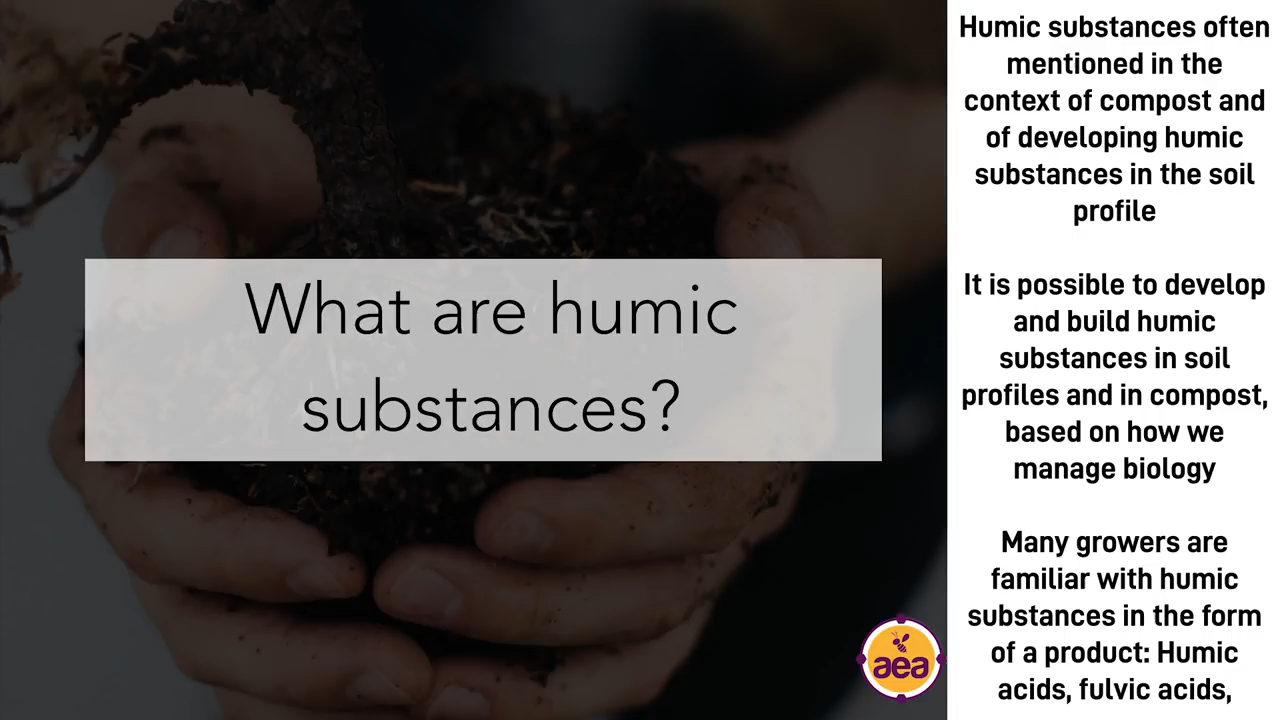 What are humic
substances?
aea
Humic substances often
mentioned in the
context of compost and
of developing humic
substances in the soil
profile
It is possible to develop
and build humic
substances in soil
profiles and in compost,
based on how we
manage biology
Many growers are
familiar with humic
substances in the form
of a product: Humic
acids, fulvic acids,